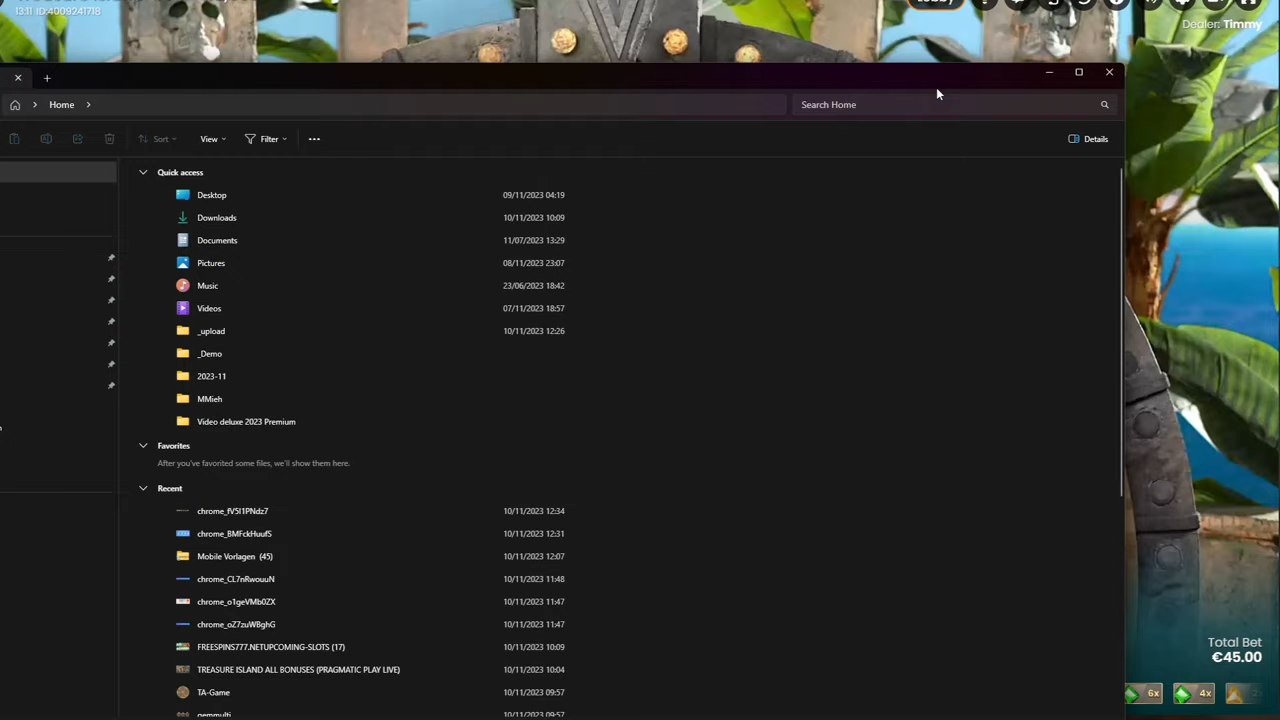 13:11 ID:4009241718
Dealer: Timmy
Home
Search Home
Sort
View
Filter
Details
Quick access
Desktop 09/11/2023 04:19
Downloads 10/11/2023 10:09
Documents 11/07/2023 13:29
Pictures 08/11/2023 23:07
Music 23/06/2023 18:42
Videos 07/11/2023 18:57
_upload 10/11/2023 12:26
_Demo
2023-11
MMieh
Video deluxe 2023 Premium
Favorites
After you've favorited some files, we'll show them here.
Recent
chrome_fV5I1PNdz7 10/11/2023 12:34
chrome_BMFckHuufS 10/11/2023 12:31
Mobile Vorlagen (45) 10/11/2023 12:07
chrome_CL7nRwouuN 10/11/2023 11:48
chrome_o1geVMb0ZX 10/11/2023 11:47
chrome_oZ7zuWBghG 10/11/2023 11:47
FREESPINS777.NETUPCOMING-SLOTS (17) 10/11/2023 10:09
TREASURE ISLAND ALL BONUSES (PRAGMATIC PLAY LIVE) 10/11/2023 10:04
TA-Game 10/11/2023 09:57
gemmulti 10/11/2023 09:57
Total Bet
€45.00
6x
4x